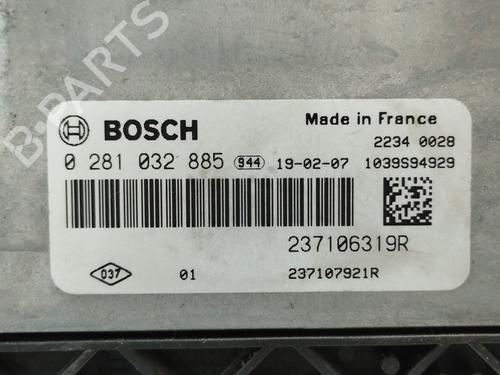 B-PARTS
BOSCH
Made in France
2234 0028
0 281 032 885 944 19-02-07 1039S94929
237106319R
D37 01 237107921R